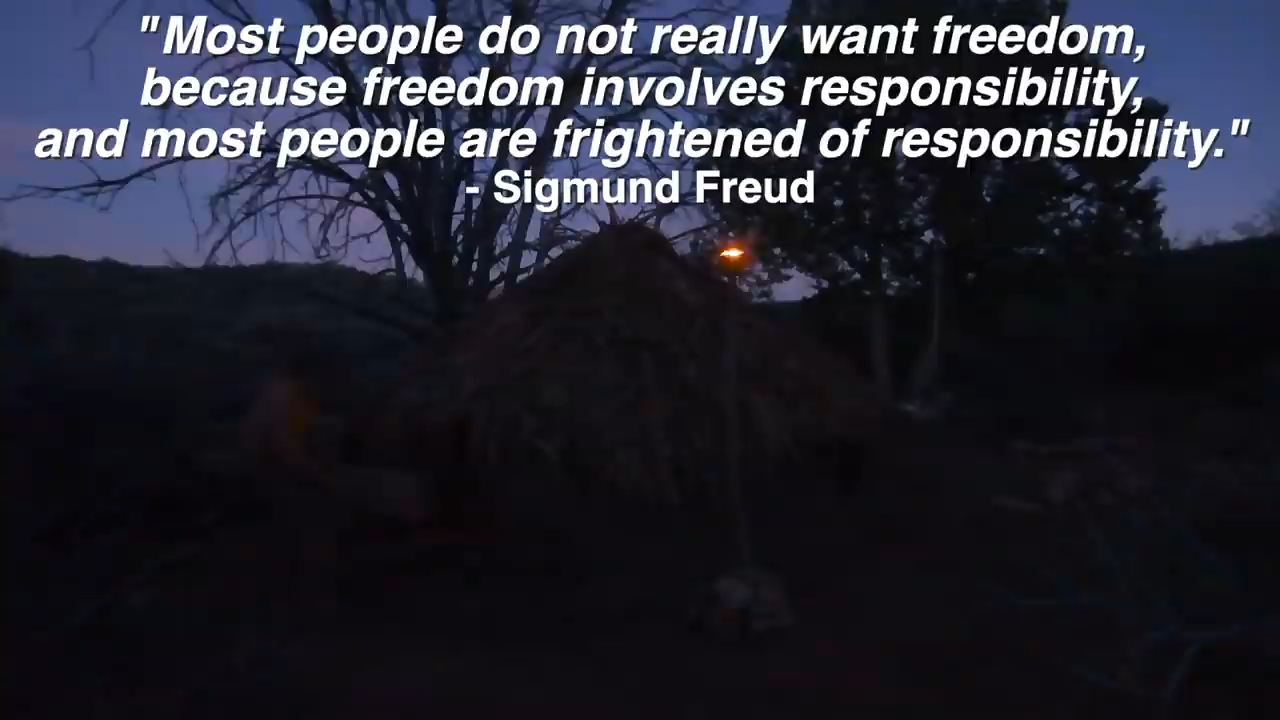 "Most people do not really want freedom,
because freedom involves responsibility,
and most people are frightened of responsibility."
- Sigmund Freud